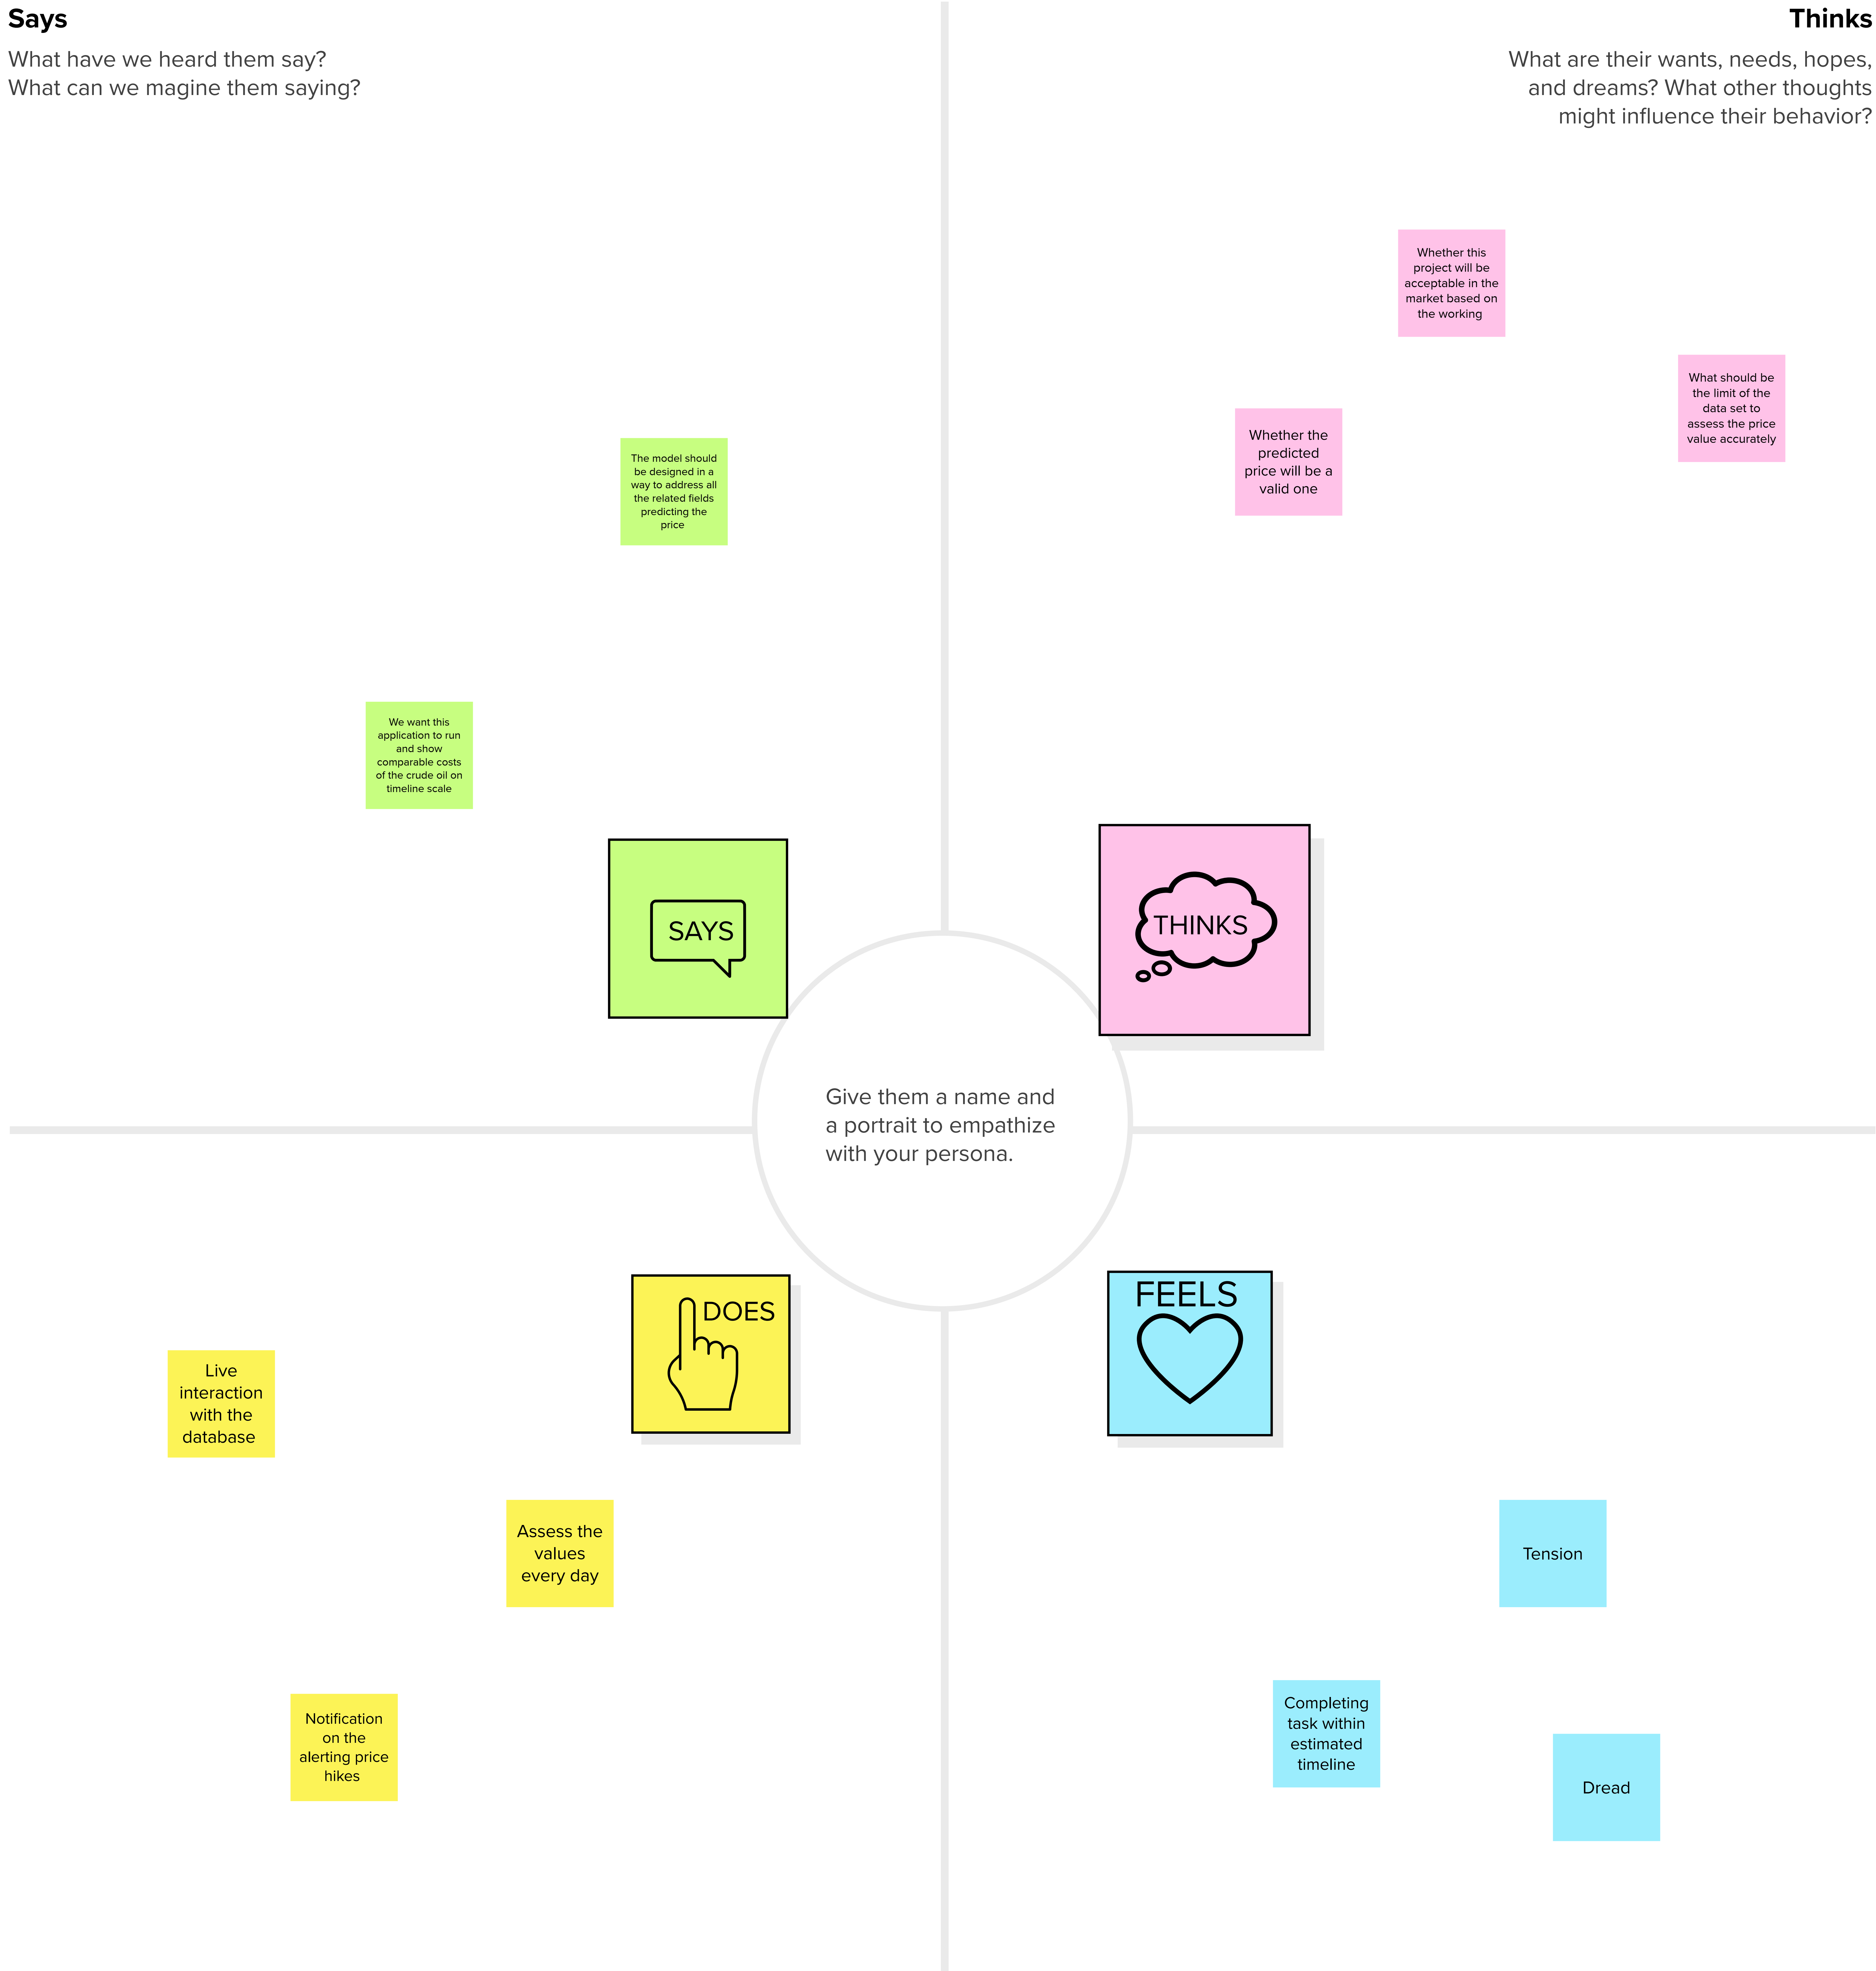 Says
What have we heard them say?
What can we magine them saying?
Thinks
What are their wants, needs, hopes,
and dreams? What other thoughts
might influence their behavior?
The model should
be designed in a
way to address all
the related fields
predicting the
price
We want this
application to run
and show
comparable costs
of the crude oil on
timeline scale
SAYS
Whether this
project will be
acceptable in the
market based on
the working
What should be
the limit of the
data set to
assess the price
value accurately
Whether the
predicted
price will be a
valid one
THINKS
Give them a name and
a portrait to empathize
with your persona.
DOES
Live
interaction
with the
database
Assess the
values
every day
Notification
on the
alerting price
hikes
FEELS
Tension
Completing
task within
estimated
timeline
Dread